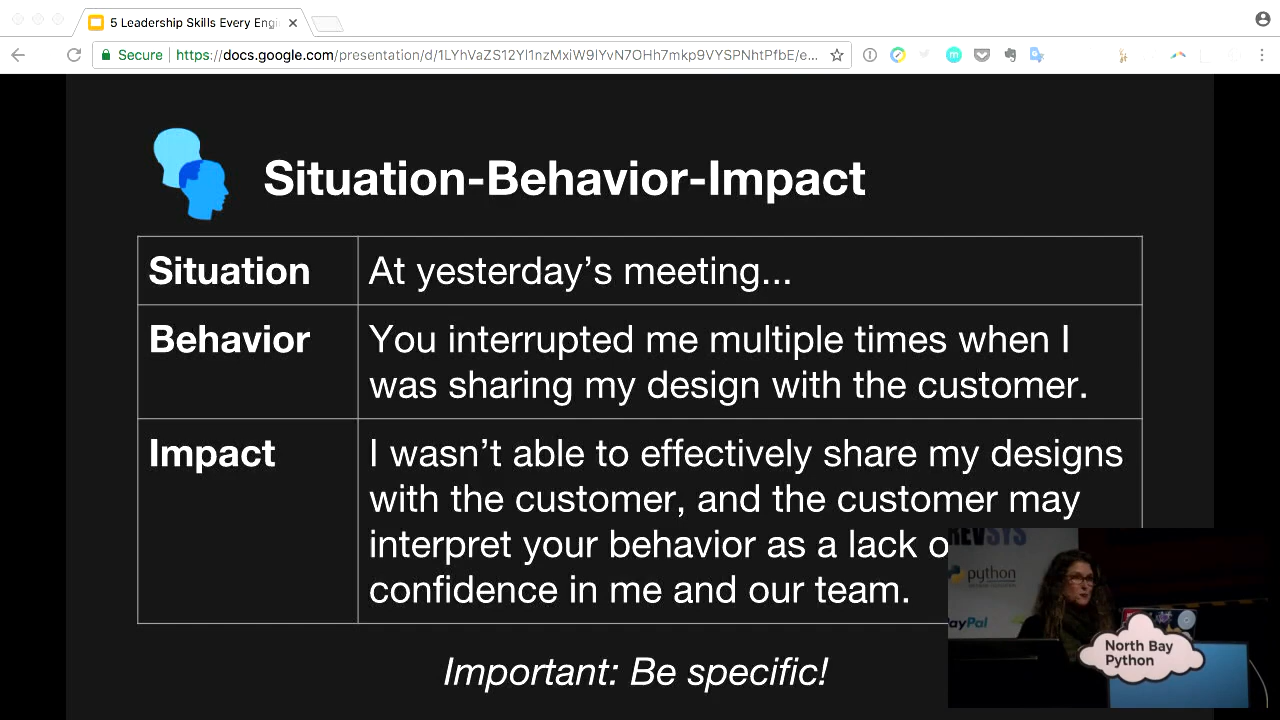 5 Leadership Skills Every Engi
Secure
https://docs.google.com/presentation/d/1LYhVaZS12Yl1nzMxiW9lYvN7OHh7mkp9VYSPNhtPfbE/e...
Situation-Behavior-Impact
Situation
At yesterday’s meeting...
Behavior
You interrupted me multiple times when I
was sharing my design with the customer.
Impact
I wasn’t able to effectively share my designs
with the customer, and the customer may
interpret your behavior as a lack o
confidence in me and our team.
Important: Be specific!
REVSYS
python
ayPal
North Bay
Python